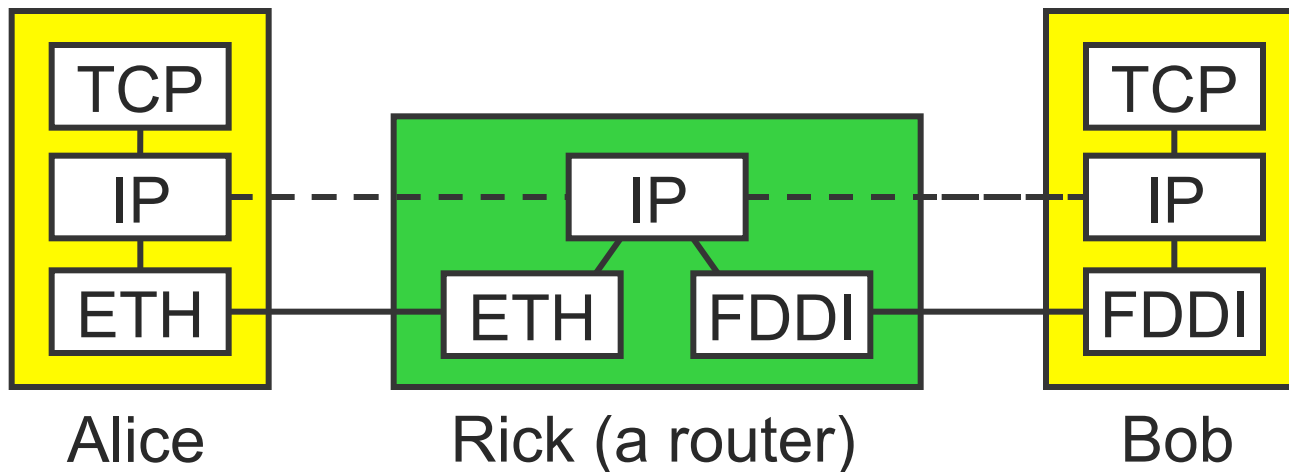 TCP
IP
ETH
Alice
IP
ETH
FDDI
Rick (a router)
TCP
IP
FDDI
Bob